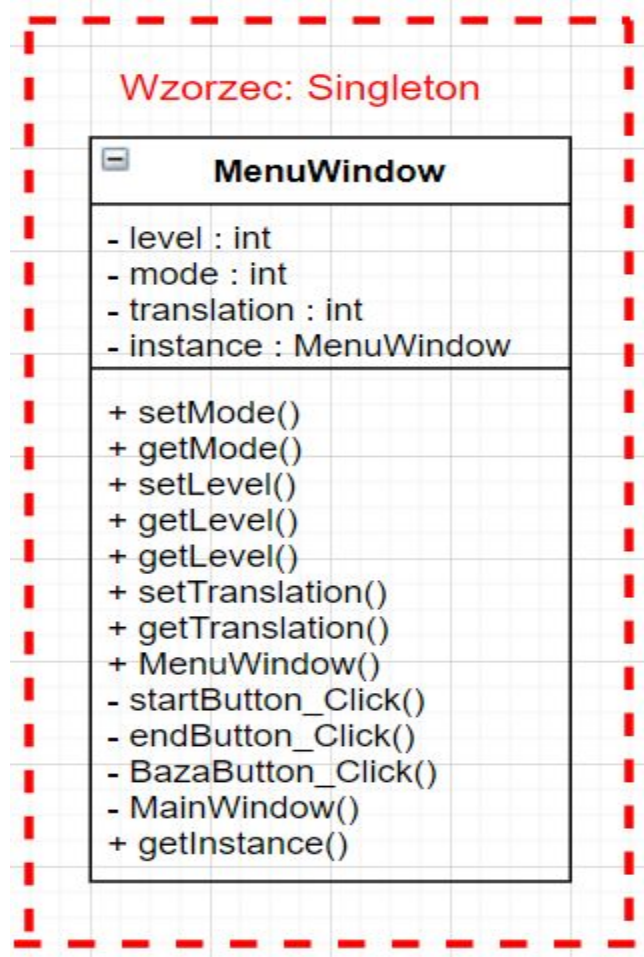 Wzorzec: Singleton
MenuWindow
- level : int
- mode : int
- translation : int
- instance : MenuWindow
+ setMode()
+ getMode()
+ setLevel()
+ getLevel()
+ getLevel()
+ setTranslation()
+ getTranslation()
+ MenuWindow()
- startButton_Click()
- endButton_Click()
- BazaButton_Click()
- MainWindow()
+ getInstance()